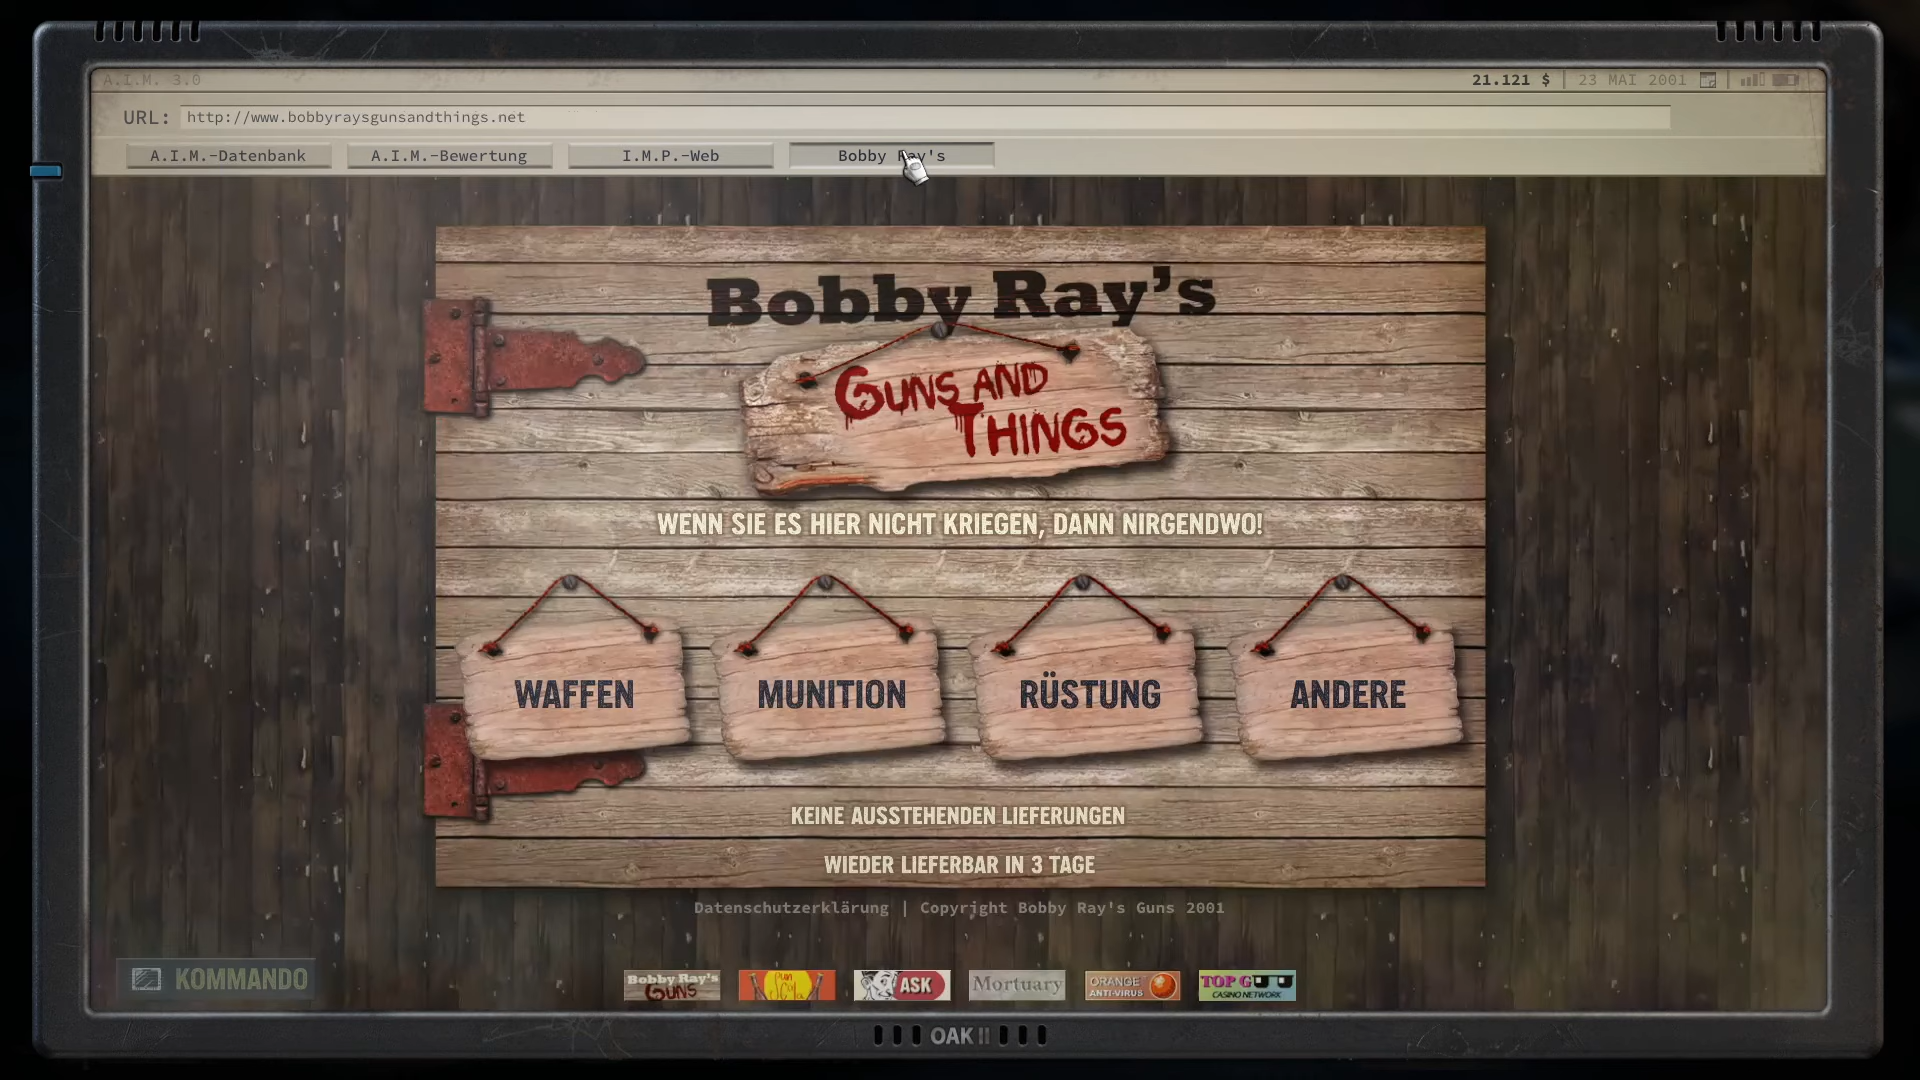 A.I.M. 3.0
21.121 $ | 23 MAI 2001
URL: http://www.bobbyraysgunsandthings.net
A.I.M.-Datenbank A.I.M.-Bewertung I.M.P.-Web Bobby Ray's
Bobby Ray's
GUNS AND
THINGS
WENN SIE ES HIER NICHT KRIEGEN, DANN NIRGENDWO!
WAFFEN MUNITION RÜSTUNG ANDERE
KEINE AUSSTEHENDEN LIEFERUNGEN
WIEDER LIEFERBAR IN 3 TAGE
Datenschutzerklärung | Copyright Bobby Ray's Guns 2001
KOMMANDO
Bobby Ray's
GUNS
ASK
Mortuary
ORANGE
ANTI-VIRUS
CASINO NETWORK
OAK II